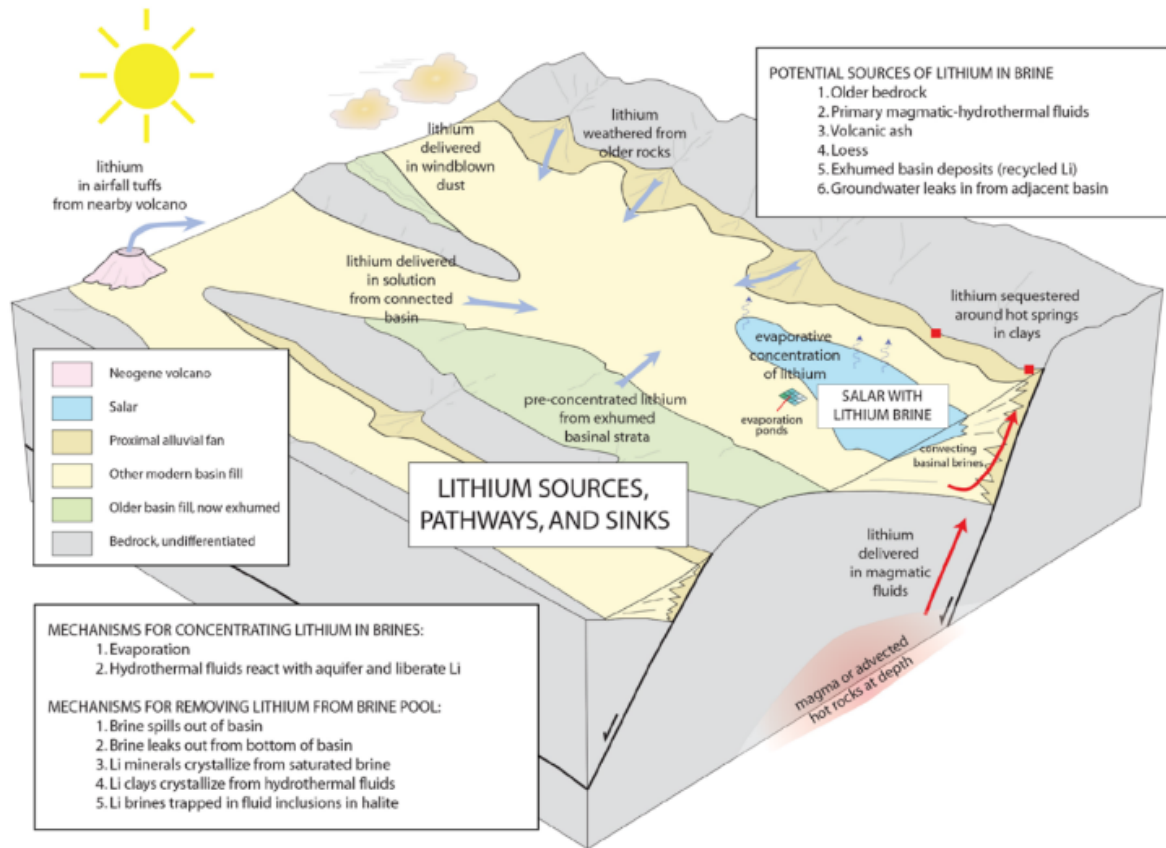 POTENTIAL SOURCES OF LITHIUM IN BRINE
1. Older bedrock
2. Primary magmatic-hydrothermal fluids
3. Volcanic ash
4. Loess
5. Exhumed basin deposits (recycled Li)
6. Groundwater leaks in from adjacent basin
lithium
delivered
in windblown
dust
lithium
weathered from
older rocks
lithium
in airfall tuffs
from nearby volcano
lithium delivered
in solution
from connected
basin
lithium sequestered
around hot springs
in clays
evaporative
concentration
of lithium
SALAR WITH
LITHIUM BRINE
evaporation
ponds
pre-concentrated lithium
from exhumed
basinal strata
convecting
basinal brines
Neogene volcano
Salar
Proximal alluvial fan
Other modern basin fill
Older basin fill, now exhumed
Bedrock, undifferentiated
LITHIUM SOURCES,
PATHWAYS, AND SINKS
lithium
delivered
in magmatic
fluids
magma or advected
hot rocks at depth
MECHANISMS FOR CONCENTRATING LITHIUM IN BRINES:
1. Evaporation
2. Hydrothermal fluids react with aquifer and liberate Li
MECHANISMS FOR REMOVING LITHIUM FROM BRINE POOL:
1. Brine spills out of basin
2. Brine leaks out from bottom of basin
3. Li minerals crystallize from saturated brine
4. Li clays crystallize from hydrothermal fluids
5. Li brines trapped in fluid inclusions in halite